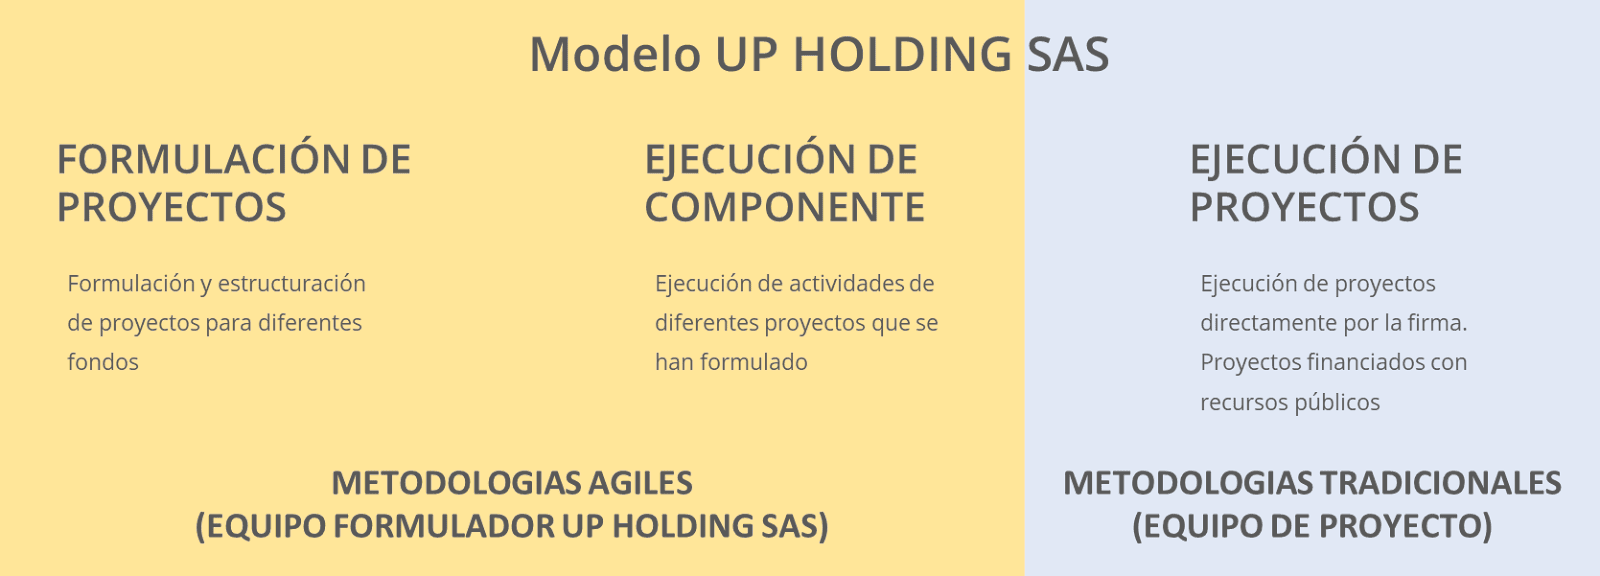 Modelo UP HOLDING SAS
FORMULACIÓN DE
PROYECTOS
Formulación y estructuración
de proyectos para diferentes
fondos
EJECUCIÓN DE
COMPONENTE
Ejecución de actividades de
diferentes proyectos que se
han formulado
EJECUCIÓN DE
PROYECTOS
Ejecución de proyectos
directamente por la firma.
Proyectos financiados con
recursos públicos
METODOLOGIAS AGILES
(EQUIPO FORMULADOR UP HOLDING SAS)
METODOLOGIAS TRADICIONALES
(EQUIPO DE PROYECTO)